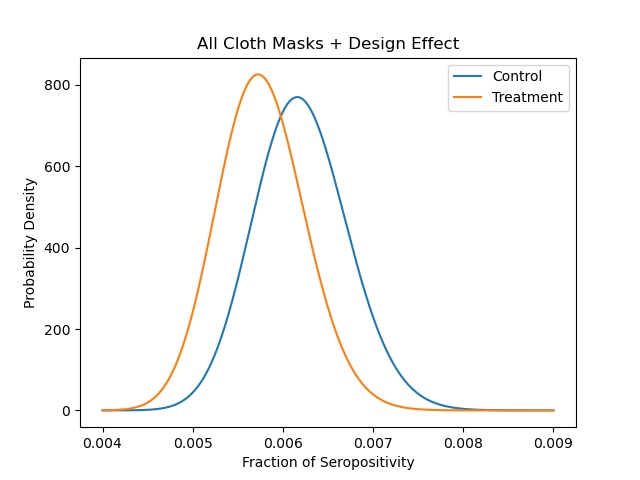 All Cloth Masks + Design Effect
Control
Treatment
Probability Density
800
600
400
200
0
0.004 0.005 0.006 0.007 0.008 0.009
Fraction of Seropositivity